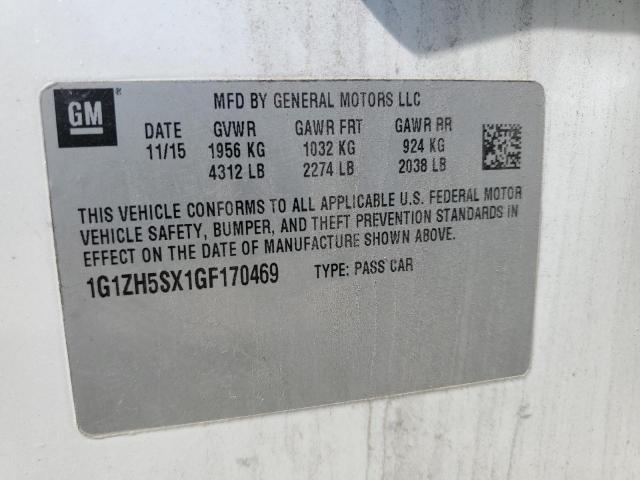 GM
®
MFD BY GENERAL MOTORS LLC
DATE GVWR GAWR FRT GAWR RR
11/15 1956 KG 1032 KG 924 KG
4312 LB 2274 LB 2038 LB
THIS VEHICLE CONFORMS TO ALL APPLICABLE U.S. FEDERAL MOTOR
VEHICLE SAFETY, BUMPER, AND THEFT PREVENTION STANDARDS IN
EFFECT ON THE DATE OF MANUFACTURE SHOWN ABOVE.
1G1ZH5SX1GF170469 TYPE: PASS CAR